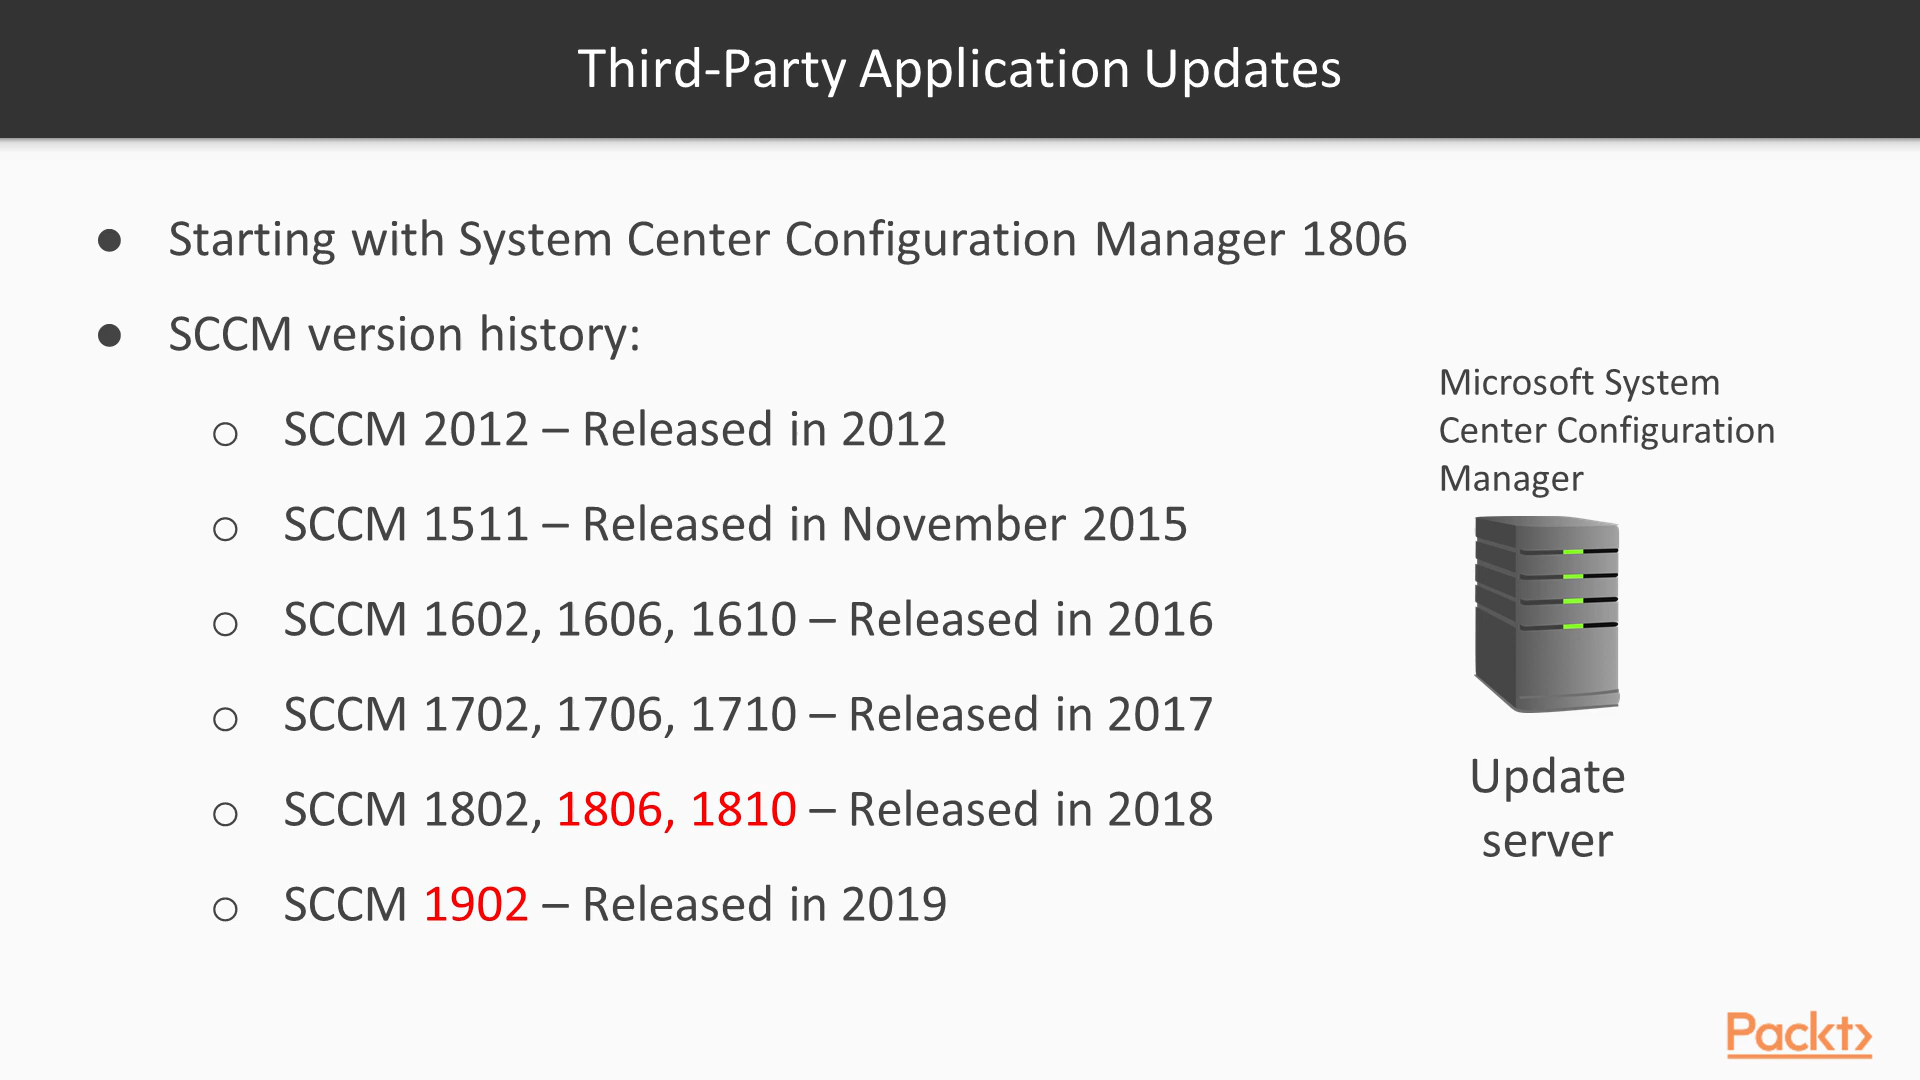 Third-Party Application Updates
● Starting with System Center Configuration Manager 1806
● SCCM version history:
o SCCM 2012 – Released in 2012
o SCCM 1511 – Released in November 2015
o SCCM 1602, 1606, 1610 – Released in 2016
o SCCM 1702, 1706, 1710 – Released in 2017
o SCCM 1802, 1806, 1810 – Released in 2018
o SCCM 1902 – Released in 2019
Microsoft System
Center Configuration
Manager
Update
server
Packt>